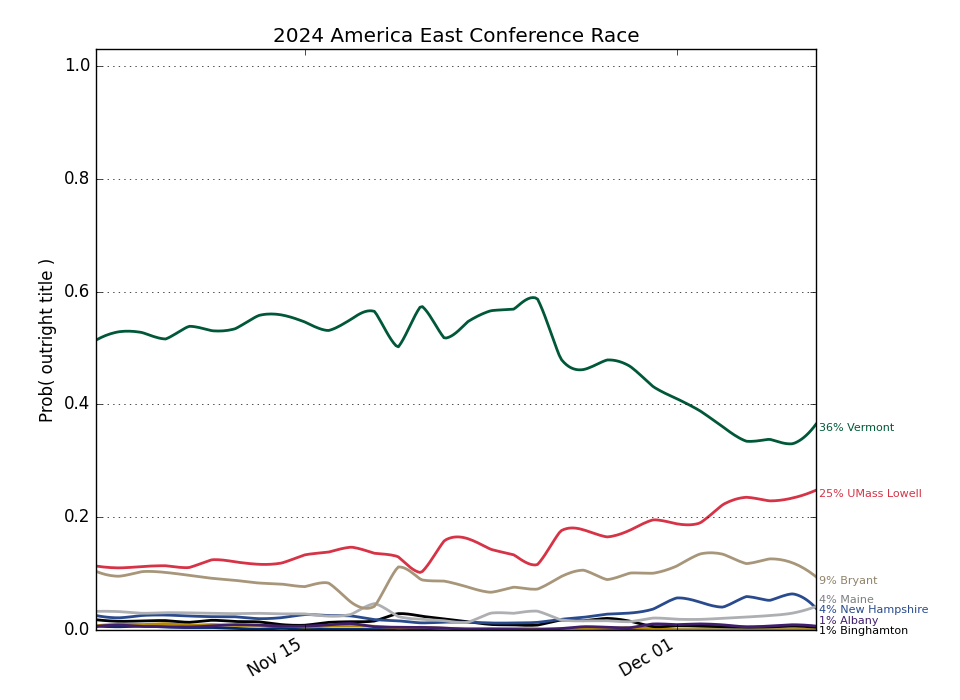 2024 America East Conference Race
Prob( outright title )
1.0
0.8
0.6
0.4
0.2
0.0
Nov 15
Dec 01
36% Vermont
25% UMass Lowell
9% Bryant
4% Maine
4% New Hampshire
1% Albany
1% Binghamton